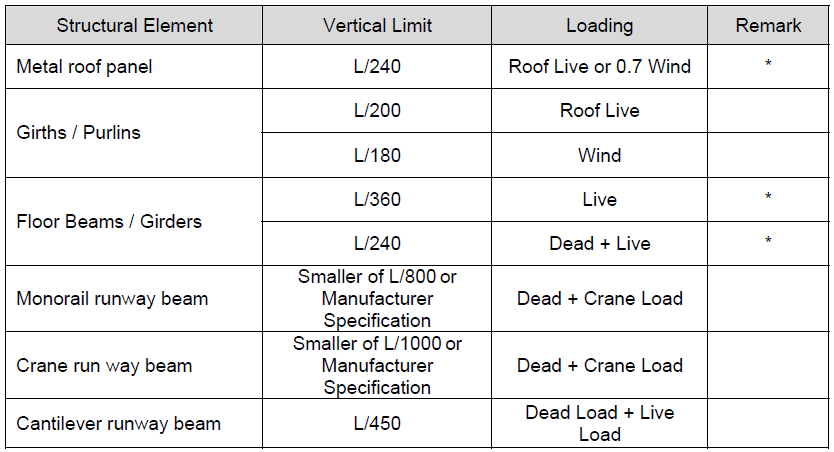 Structural Element Vertical Limit Loading Remark
Metal roof panel L/240 Roof Live or 0.7 Wind *
Girths / Purlins
L/200 Roof Live
L/180 Wind
Floor Beams / Girders
L/360 Live *
L/240 Dead + Live *
Monorail runway beam
Smaller of L/800 or
Manufacturer
Specification
Dead + Crane Load
Crane run way beam
Smaller of L/1000 or
Manufacturer
Specification
Dead + Crane Load
Cantilever runway beam
L/450
Dead Load + Live
Load